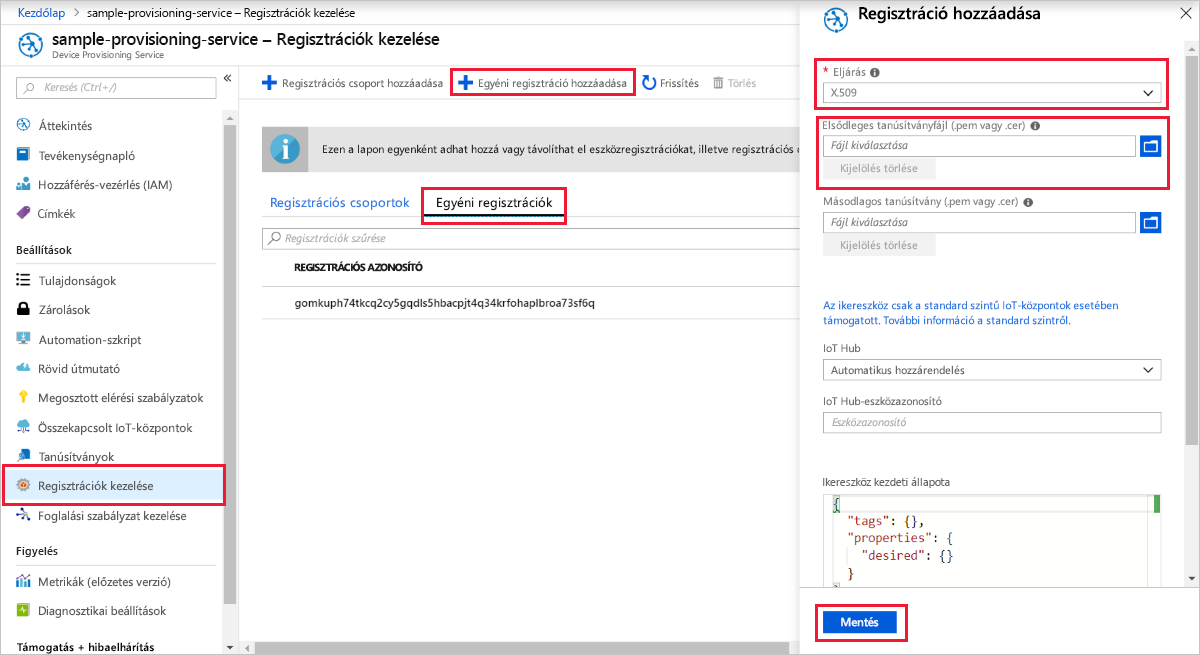 Kezdőlap > sample-provisioning-service – Regisztrációk kezelése
sample-provisioning-service – Regisztrációk kezelése
Device Provisioning Service
Keresés (Ctrl+/)
Áttekintés
Tevékenységnapló
Hozzáférés-vezérlés (IAM)
Címkék
Beállítások
Tulajdonságok
Zárolások
Automation-szkript
Rövid útmutató
Megosztott elérési szabályzatok
Összekapcsolt IoT-központok
Tanúsítványok
Regisztrációk kezelése
Foglalási szabályzat kezelése
Figyelés
Metrikák (előzetes verzió)
Diagnosztikai beállítások
Támogatás + hibaelhárítás
Regisztrációs csoport hozzáadása
Egyéni regisztráció hozzáadása
Frissítés
Törlés
Ezen a lapon egyenként adhat hozzá vagy távolíthat el eszközregisztrációkat, illetve regisztrációs
Regisztrációs csoportok
Egyéni regisztrációk
Regisztrációk szűrése
REGISZTRÁCIÓS AZONOSÍTÓ
gomkuph74tkcq2cy5gqdls5hbacpjt4q34krfohaplbroa73sf6q
Regisztráció hozzáadása
* Eljárás
X.509
Elsődleges tanúsítványfájl (.pem vagy .cer)
Fájl kiválasztása
Kijelölés törlése
Másodlagos tanúsítvány (.pem vagy .cer)
Fájl kiválasztása
Kijelölés törlése
Az ikereszköz csak a standard szintű IoT-központok esetében
támogatott. További információ a standard szintről.
IoT Hub
Automatikus hozzárendelés
IoT Hub-eszközazonosító
Eszközazonosító
Ikereszköz kezdeti állapota
{
"tags": {},
"properties": {
"desired": {}
}
Mentés